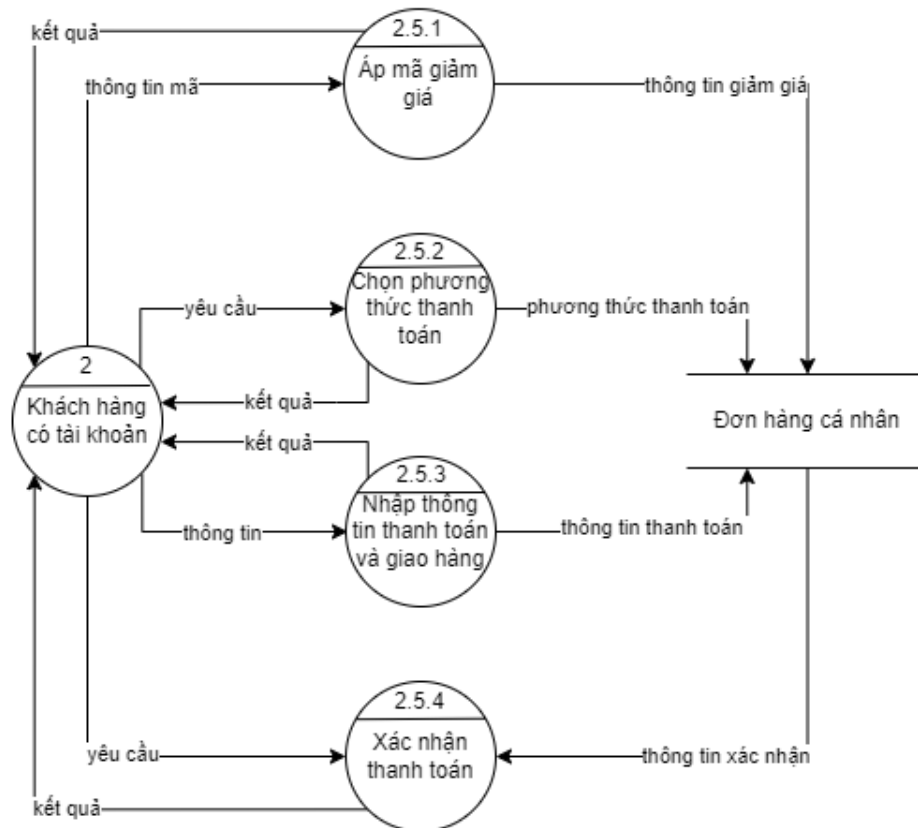 2.5.1
kết quả
Áp mã giảm
giá
thông tin mã
thông tin giảm giá
2.5.2
Chọn phương
thức thanh
toán
yêu cầu
phương thức thanh toán
2
Khách hàng
có tài khoản
kết quả
kết quả
Đơn hàng cá nhân
2.5.3
Nhập thông
tin thanh toán
và giao hàng
thông tin
thông tin thanh toán
2.5.4
Xác nhận
thanh toán
yêu cầu
thông tin xác nhận
kết quả